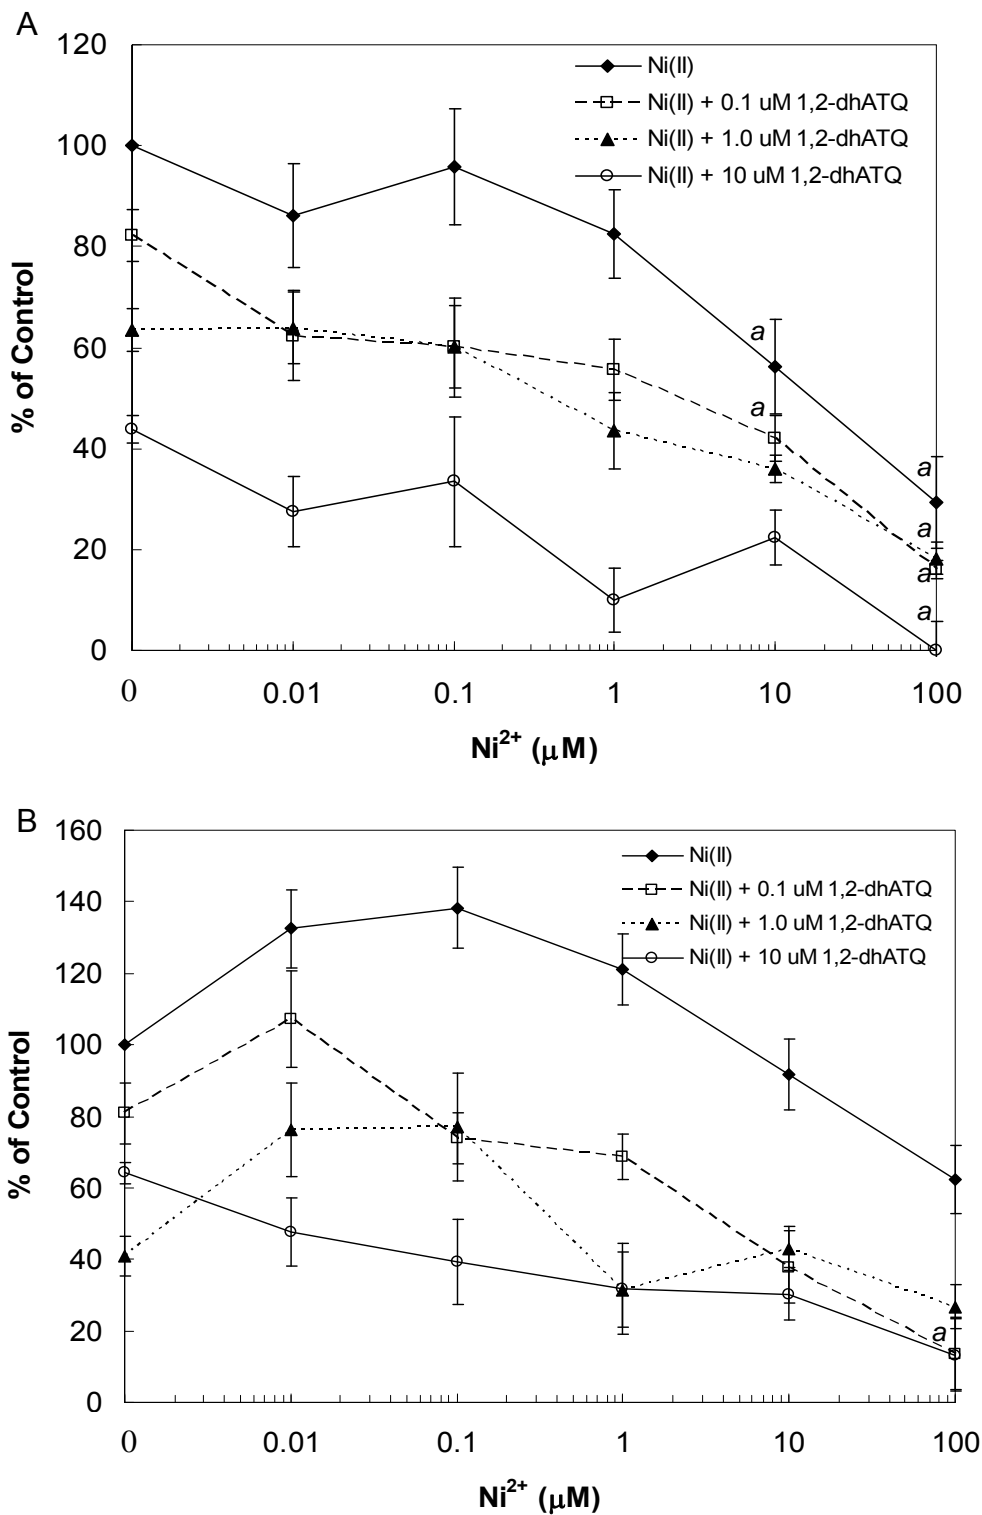 A
120
100
80
60
40
20
0
% of Control
Ni(II)
Ni(II) + 0.1 uM 1,2-dhATQ
Ni(II) + 1.0 uM 1,2-dhATQ
Ni(II) + 10 uM 1,2-dhATQ
a
a
a
a
a
a
0 0.01 0.1 1 10 100
Ni²⁺ (μM)
B
160
140
120
100
80
60
40
20
0
% of Control
Ni(II)
Ni(II) + 0.1 uM 1,2-dhATQ
Ni(II) + 1.0 uM 1,2-dhATQ
Ni(II) + 10 uM 1,2-dhATQ
a
0 0.01 0.1 1 10 100
Ni²⁺ (μM)